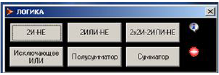 ЛОГИКА
2И-НЕ 2ИЛИ-НЕ 2х2И-2ИЛИ-НЕ
Исключающее ИЛИ Полусумматор Сумматор